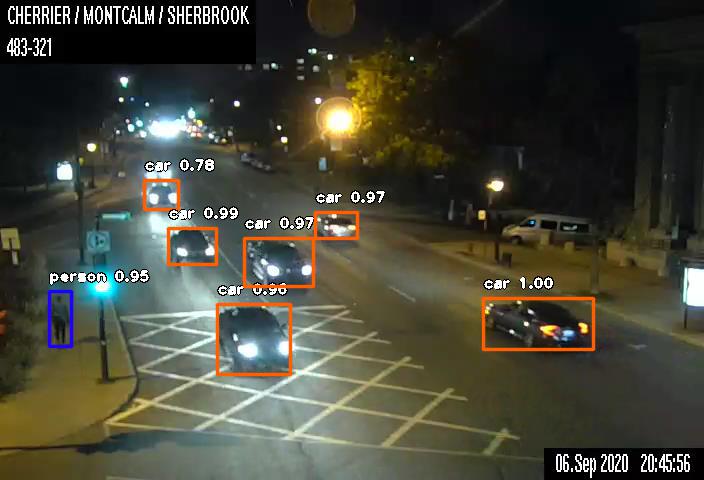 CHERRIER / MONTCALM / SHERBROOK
483-321
car 0.78
car 0.97
car 0.99
car 0.97
person 0.95
car 1.00
car 0.96
06.Sep 2020 20:45:56